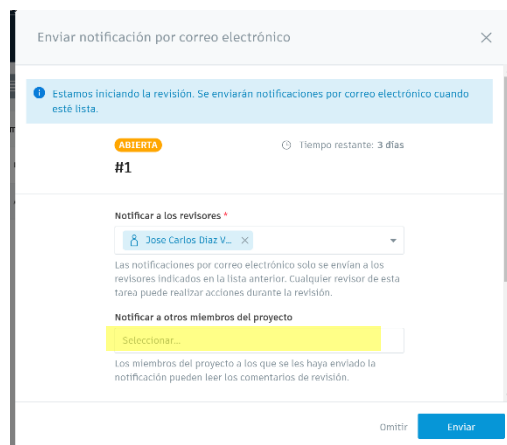 Enviar notificación por correo electrónico
Estamos iniciando la revisión. Se enviarán notificaciones por correo electrónico cuando
esté lista.
ABIERTA
Tiempo restante: 3 días
#1
Notificar a los revisores *
Jose Carlos Diaz V...
Las notificaciones por correo electrónico solo se envían a los
revisores indicados en la lista anterior. Cualquier revisor de esta
tarea puede realizar acciones durante la revisión.
Notificar a otros miembros del proyecto
Seleccionar...
Los miembros del proyecto a los que se les haya enviado la
notificación pueden leer los comentarios de revisión.
Omitir
Enviar